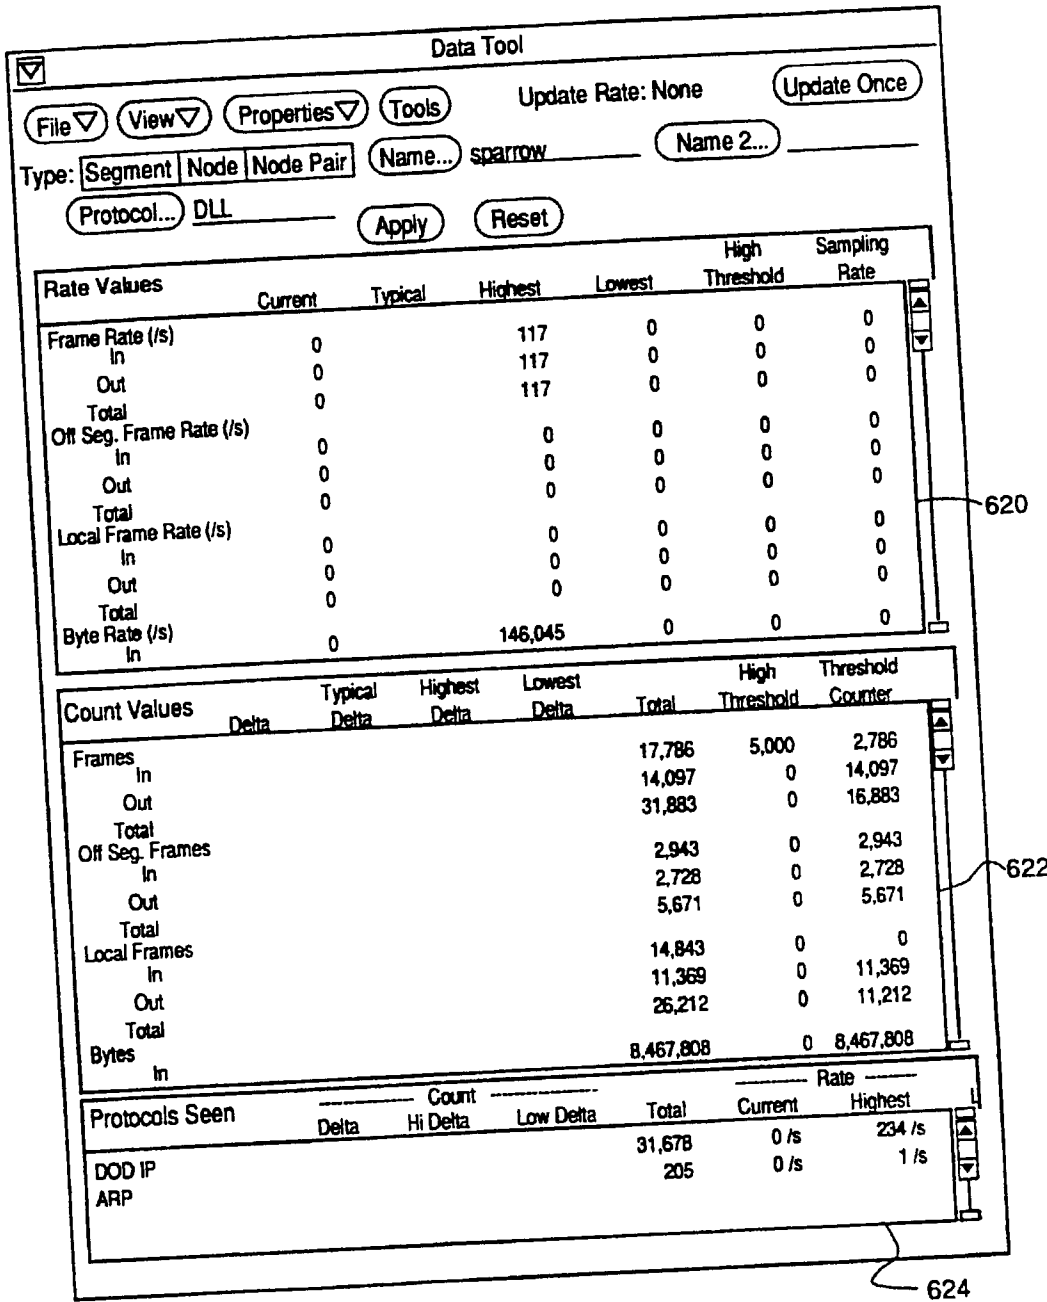 Data Tool
File View Properties Tools Update Rate: None Update Once
Type: Segment Node Node Pair Name... sparrow Name 2...
Protocol... DLL Apply Reset
Rate Values Current Typical Highest Lowest High Threshold Sampling Rate
Frame Rate (/s)
In 0 117 0 0 0
Out 0 117 0 0 0
Total 0 117 0 0 0
Off Seg. Frame Rate (/s)
In 0 0 0 0 0
Out 0 0 0 0 0
Total 0 0 0 0 0
620
Local Frame Rate (/s)
In 0 0 0 0 0
Out 0 0 0 0 0
Total 0 0 0 0 0
Byte Rate (/s)
In 0 146,045 0 0 0
Count Values Delta Typical Delta Highest Delta Lowest Delta Total High Threshold Threshold Counter
Frames
In 17,786 5,000 2,786
Out 14,097 0 14,097
Total 31,883 0 16,883
Off Seg. Frames
In 2,943 0 2,943
Out 2,728 0 2,728
Total 5,671 0 5,671
622
Local Frames
In 14,843 0 0
Out 11,369 0 11,369
Total 26,212 0 11,212
Bytes
In 8,467,808 0 8,467,808
Protocols Seen Count Rate
Delta Hi Delta Low Delta Total Current Highest L
DOD IP 31,678 0 /s 234 /s
ARP 205 0 /s 1 /s
624